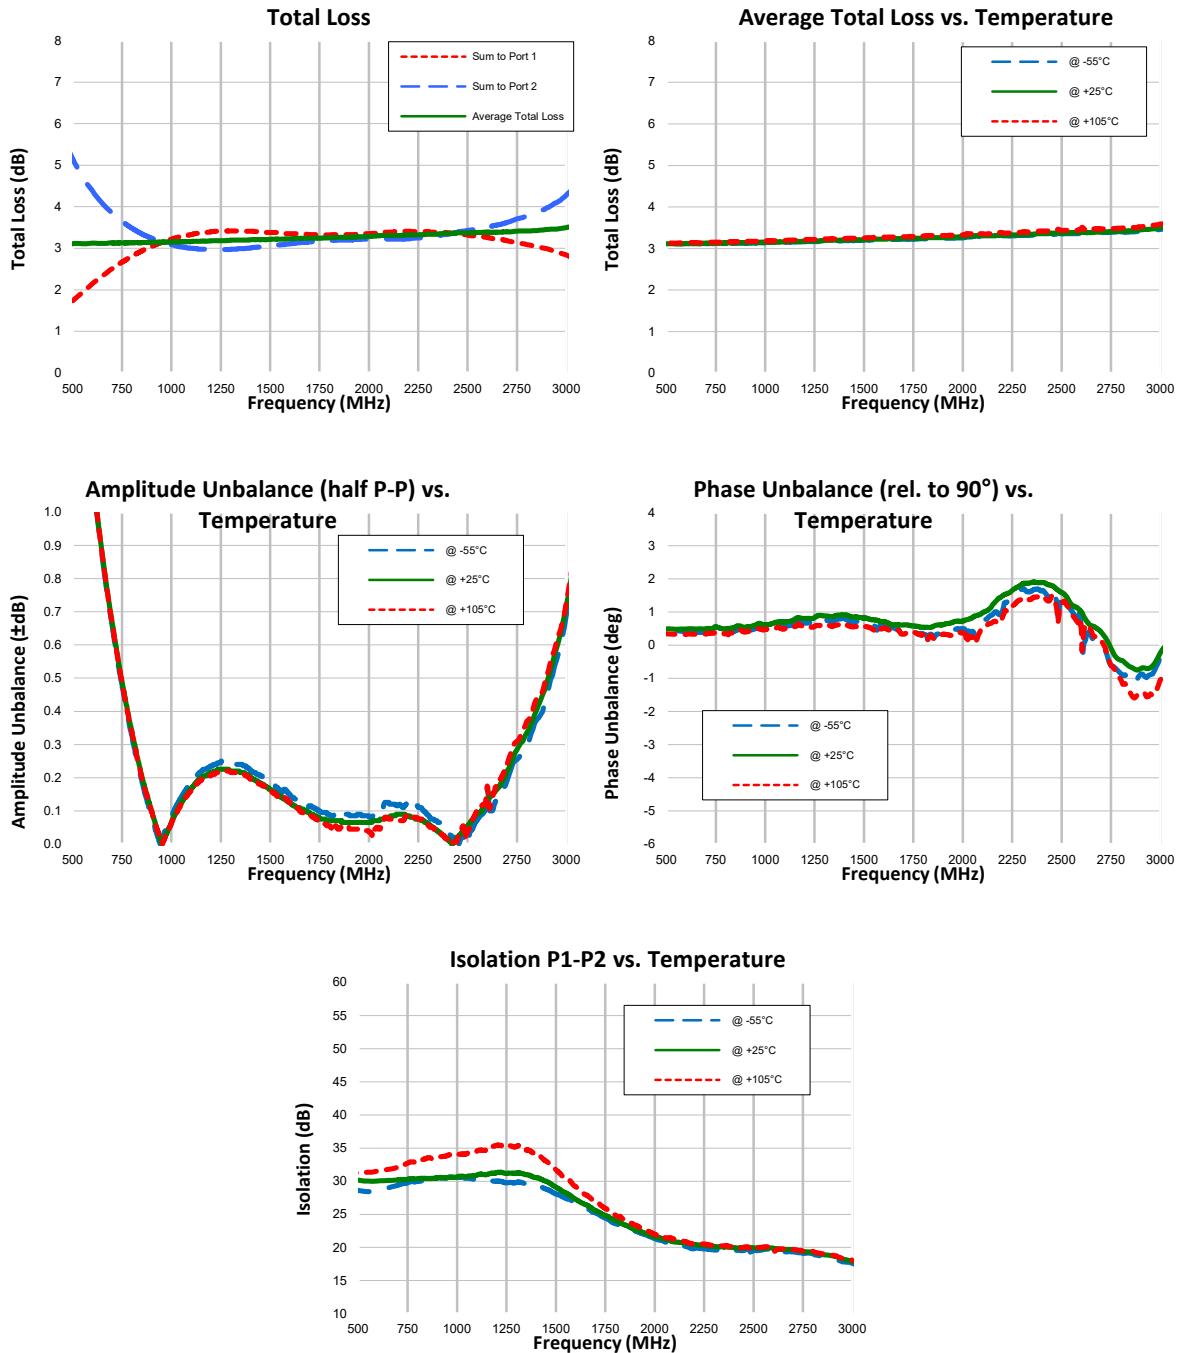 Total Loss
8
7
6
5
4
3
2
1
0
Total Loss (dB)
Sum to Port 1
Sum to Port 2
Average Total Loss
500 750 1000 1250 1500 1750 2000 2250 2500 2750 3000
Frequency (MHz)
Average Total Loss vs. Temperature
8
7
6
5
4
3
2
1
0
Total Loss (dB)
@ -55°C
@ +25°C
@ +105°C
500 750 1000 1250 1500 1750 2000 2250 2500 2750 3000
Frequency (MHz)
Amplitude Unbalance (half P-P) vs.
Temperature
1.0
0.9
0.8
0.7
0.6
0.5
0.4
0.3
0.2
0.1
0.0
Amplitude Unbalance (±dB)
@ -55°C
@ +25°C
@ +105°C
500 750 1000 1250 1500 1750 2000 2250 2500 2750 3000
Frequency (MHz)
Phase Unbalance (rel. to 90°) vs.
Temperature
4
3
2
1
0
-1
-2
-3
-4
-5
-6
Phase Unbalance (deg)
@ -55°C
@ +25°C
@ +105°C
500 750 1000 1250 1500 1750 2000 2250 2500 2750 3000
Frequency (MHz)
Isolation P1-P2 vs. Temperature
60
55
50
45
40
35
30
25
20
15
10
Isolation (dB)
@ -55°C
@ +25°C
@ +105°C
500 750 1000 1250 1500 1750 2000 2250 2500 2750 3000
Frequency (MHz)